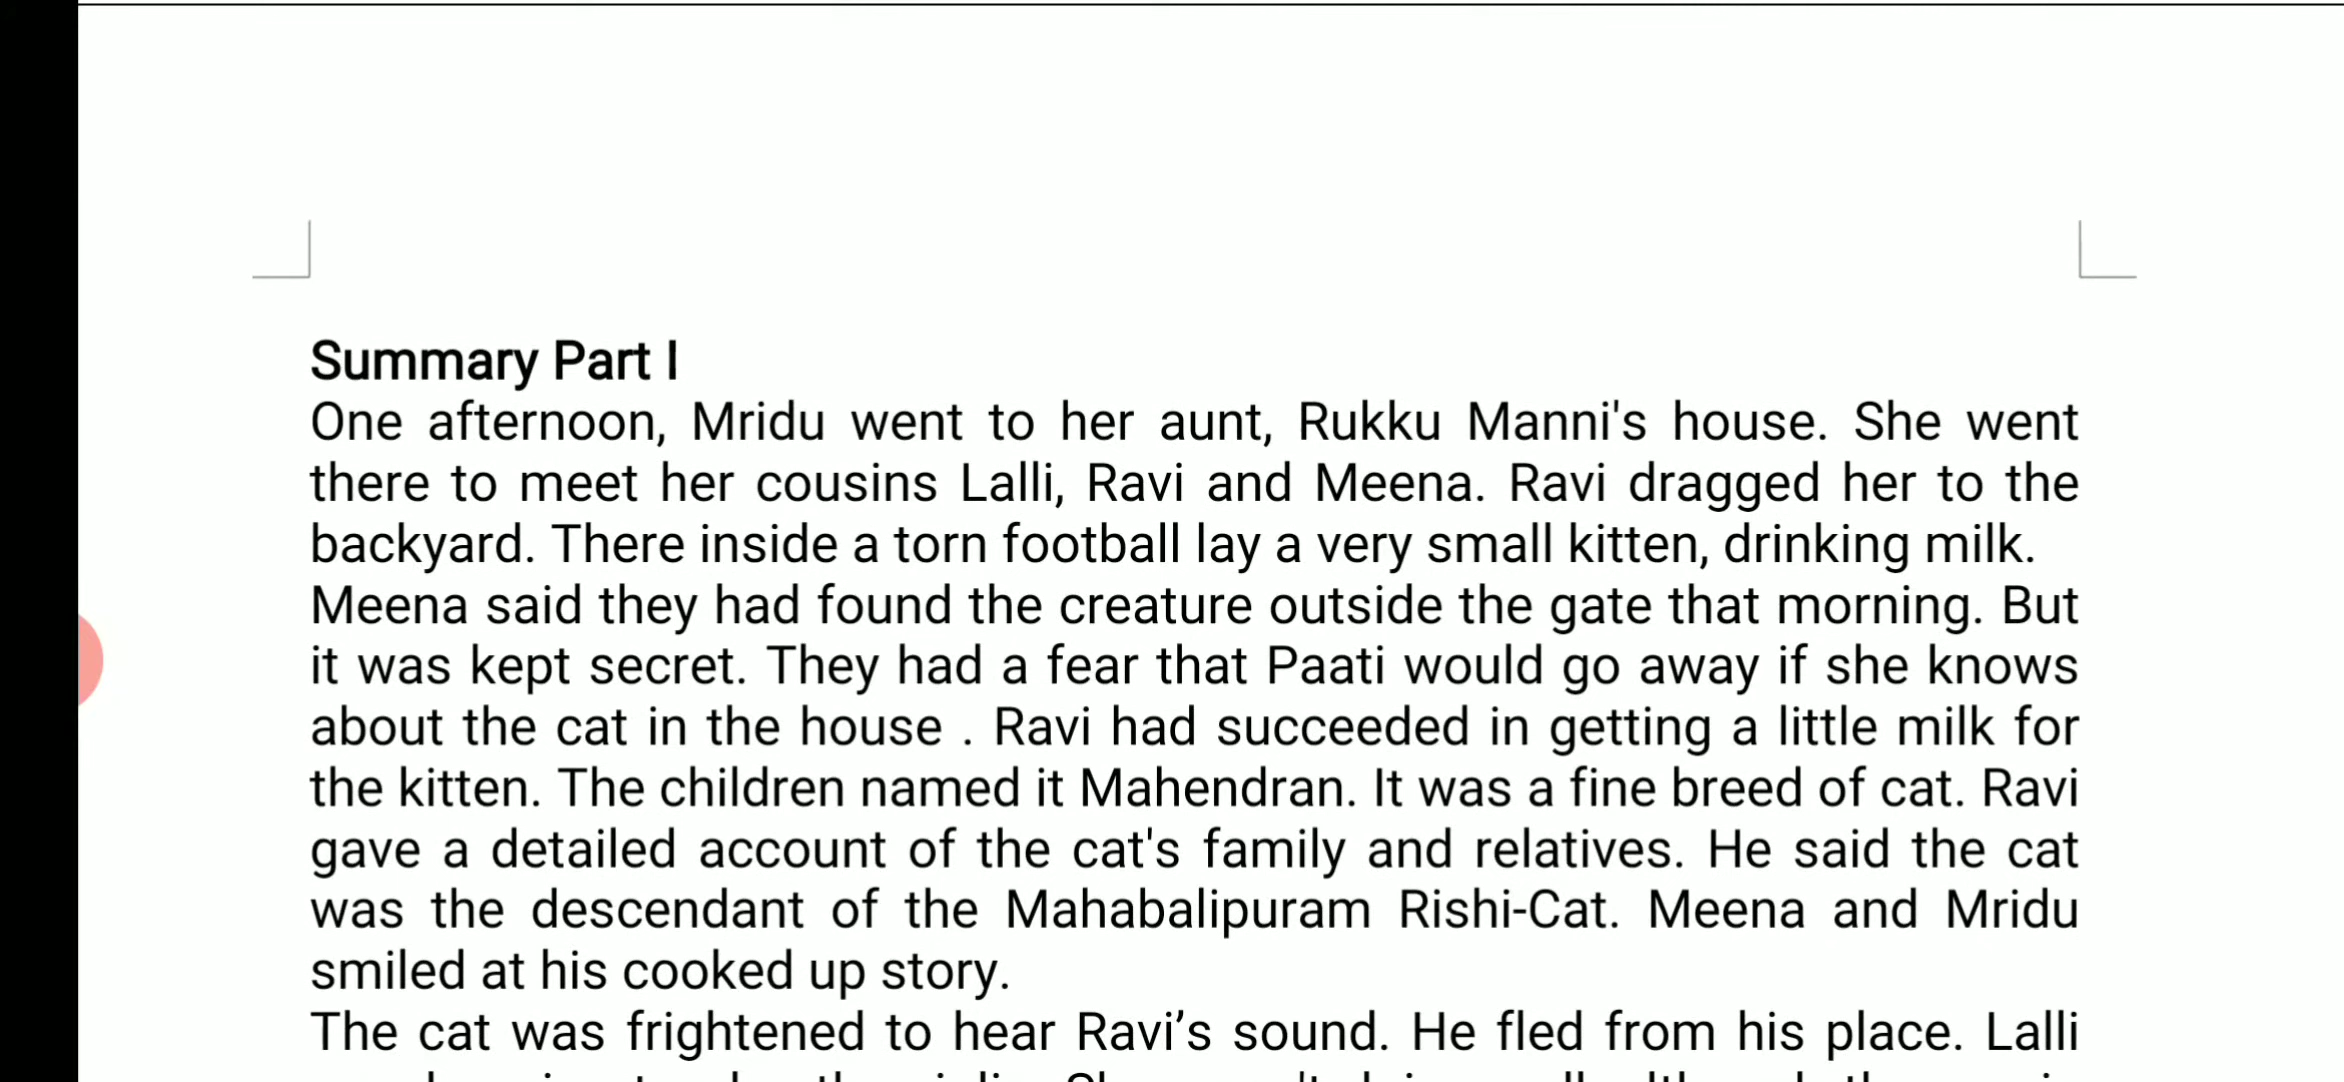 Summary Part I
One afternoon, Mridu went to her aunt, Rukku Manni's house. She went
there to meet her cousins Lalli, Ravi and Meena. Ravi dragged her to the
backyard. There inside a torn football lay a very small kitten, drinking milk.
Meena said they had found the creature outside the gate that morning. But
it was kept secret. They had a fear that Paati would go away if she knows
about the cat in the house . Ravi had succeeded in getting a little milk for
the kitten. The children named it Mahendran. It was a fine breed of cat. Ravi
gave a detailed account of the cat's family and relatives. He said the cat
was the descendant of the Mahabalipuram Rishi-Cat. Meena and Mridu
smiled at his cooked up story.
The cat was frightened to hear Ravi’s sound. He fled from his place. Lalli